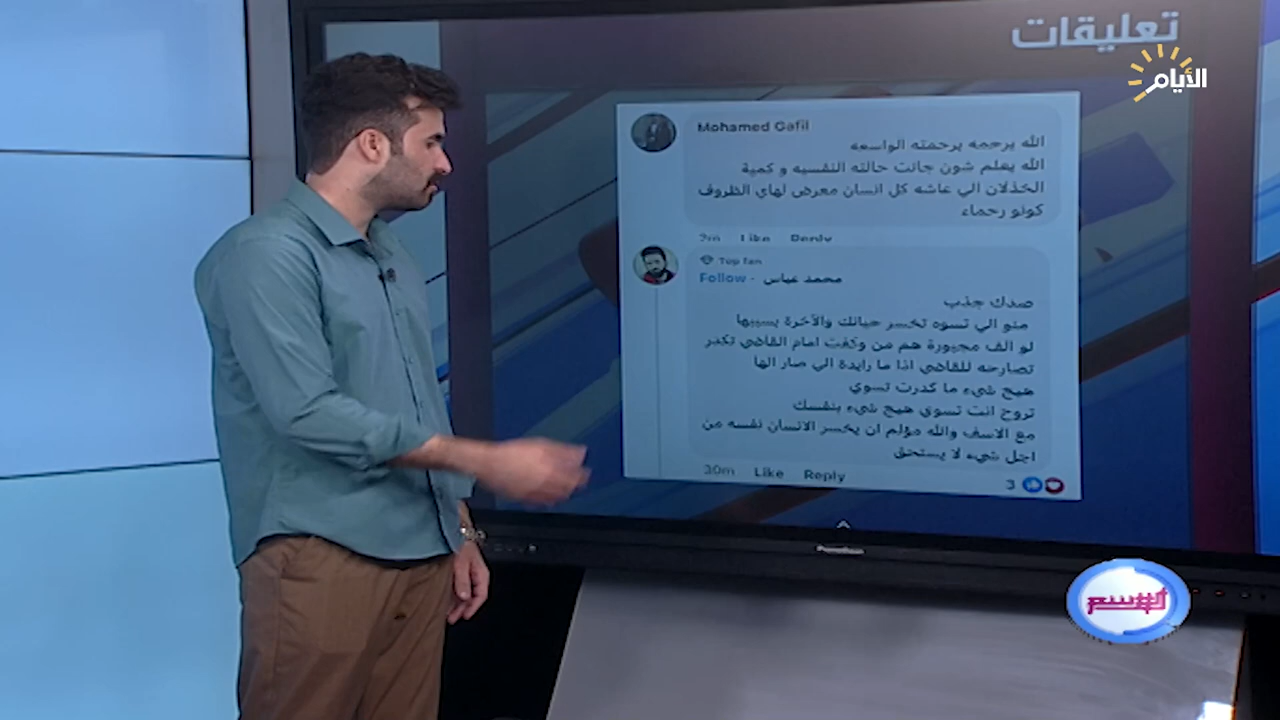 تعليقات
الأيام
Mohamed Gafil
الله يرحمه برحمته الواسعه
الله يعلم شون جانت حالته النفسيه و كمية
الخذلان الي عاشه كل انسان معرض لهاي الظروف
كونو رحماء
9m Like Reply
Top fan
محمد عباس · Follow
صدك جذب
منو الي تسوه تخسر حياتك والآخرة بسببها
لو الف مجبورة هم من وكفت امام القاضي تكدر
تصارحه للقاضي اذا ما رايدة الي صار الها
هيج شيء ما كدرت تسوي
تروح انت تسوي هيج شيء بنفسك
مع الاسف والله مؤلم ان يخسر الانسان نفسه من
اجل شيء لا يستحق
30m Like Reply
3